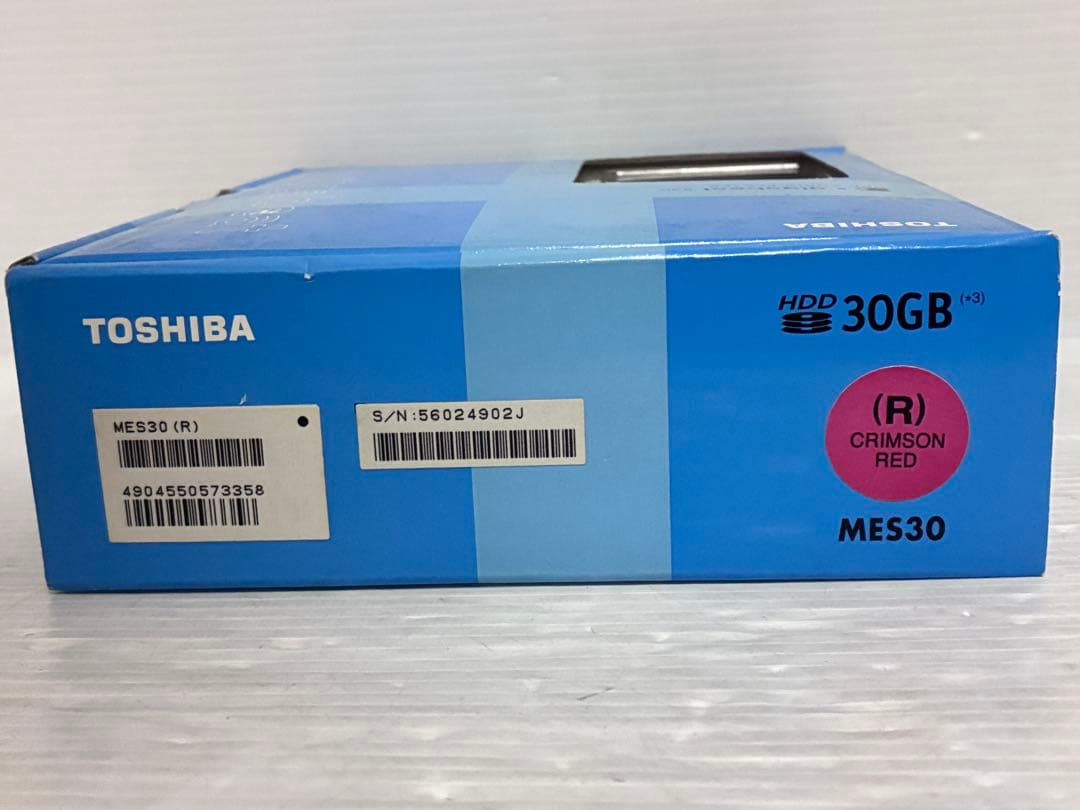 TOSHIBA
TOSHIBA
HDD 30GB (*3)
MES30 (R)
4904550573358
S/N:56024902J
(R)
CRIMSON
RED
MES30